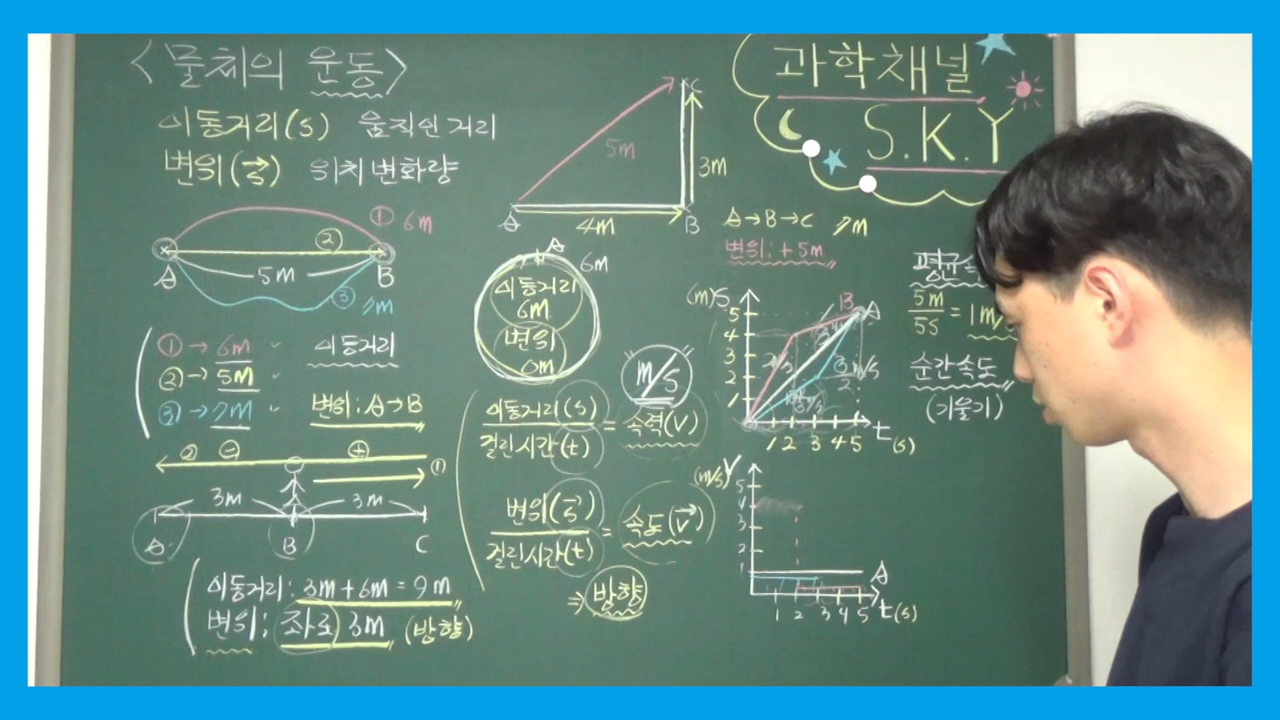 <물체의 운동>
이동거리(s) 움직인 거리
변위(s) 위치 변화량
① 6m
②
A 5m B
③ 7m
① → 6m
② → 5m
③ → 7m
이동거리
변위: A→B
② ⊖ ⊕ ①
3m 3m
A B C
이동거리: 3m+6m = 9m
변위: 좌로 3m (방향)
C
5m
3m
A 4m B
A→B→C 7m
변위: +5m
A
6m
이동거리
6m
변위
0m
m/s
이동거리(s)
걸린시간(t)
= 속력(v)
변위(s)
걸린시간(t)
= 속도(v)
⇒ 방향
과학채널
S.K.Y
(m)S
B A
5
4
3
2
1
1 2 3 4 5 t(s)
5m
5s
= 1m/s
순간속도
(기울기)
(m/s)V
5
3
2
1
A
1 2 3 4 5 t(s)